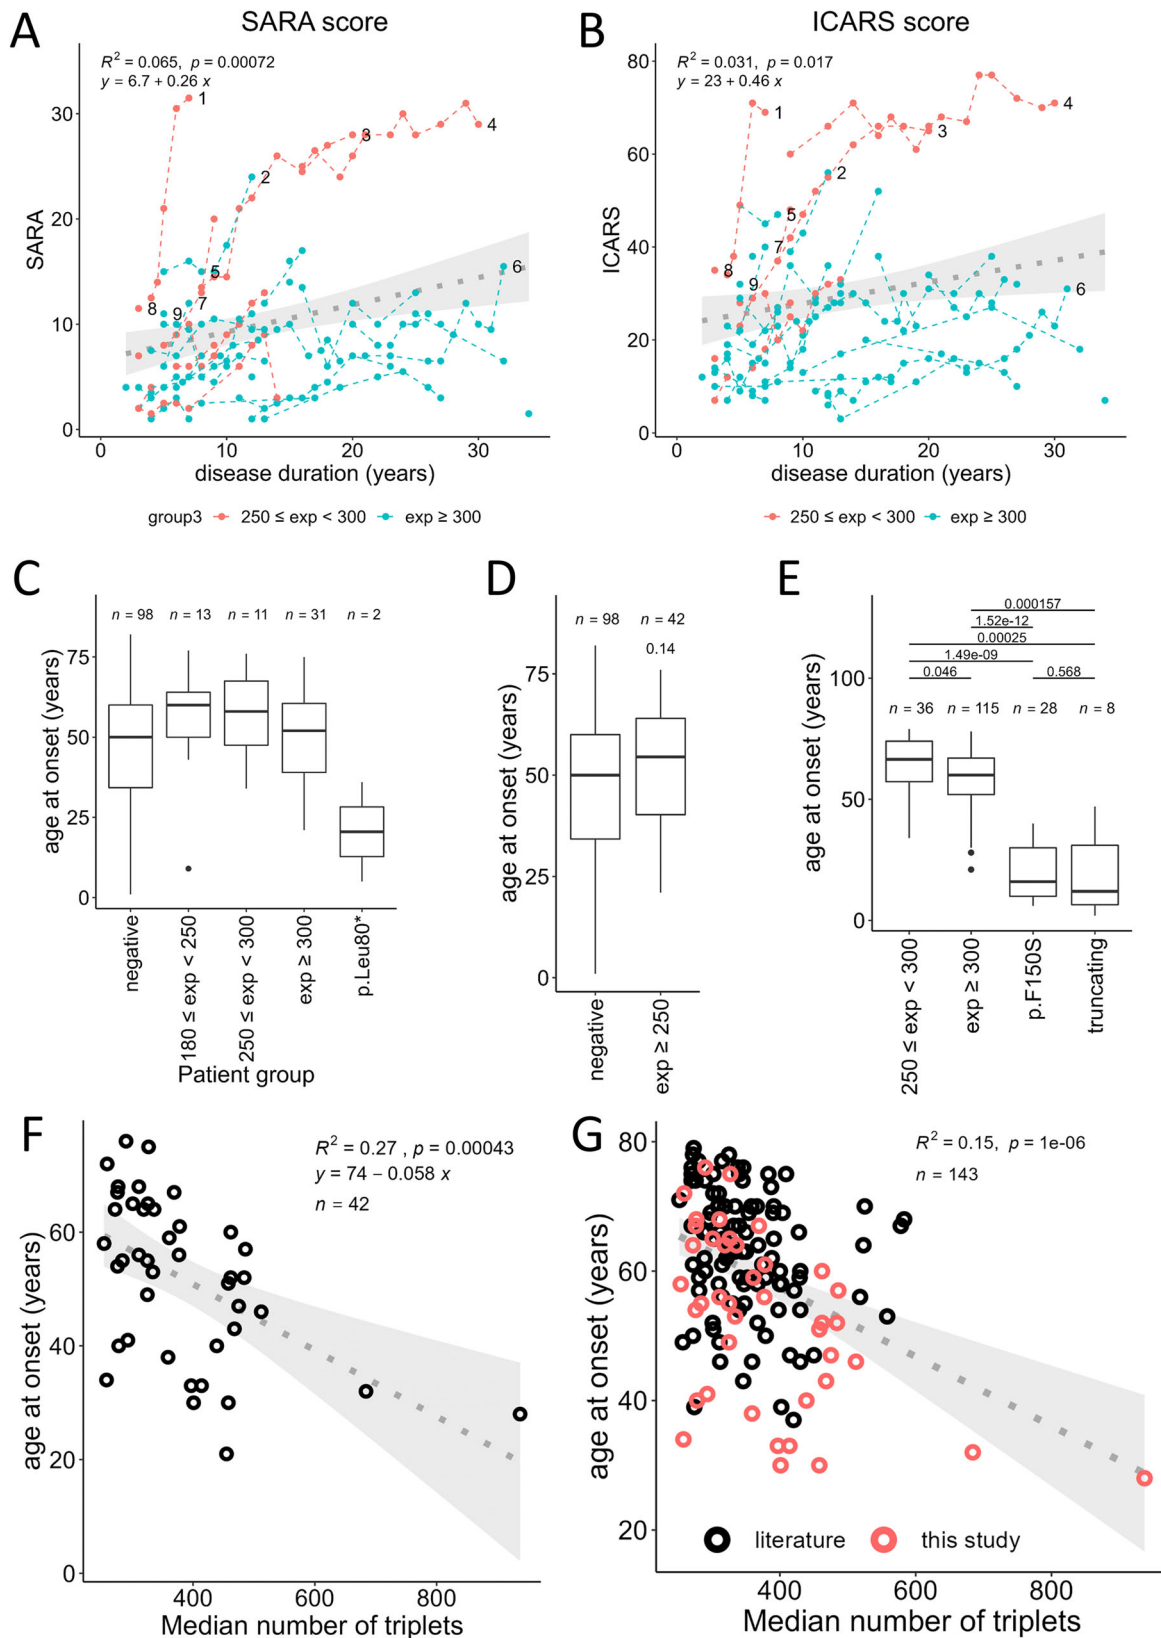 A
SARA score
R² = 0.065, p = 0.00072
y = 6.7 + 0.26 x
SARA
30
20
10
0
1
2
3
4
5
6
7
8
9
0
10
20
30
disease duration (years)
group3 250 ≤ exp < 300 exp ≥ 300
B
ICARS score
R² = 0.031, p = 0.017
y = 23 + 0.46 x
ICARS
80
60
40
20
0
1
2
3
4
5
6
7
8
9
0
10
20
30
disease duration (years)
250 ≤ exp < 300 exp ≥ 300
C
n = 98
n = 13
n = 11
n = 31
n = 2
age at onset (years)
75
50
25
0
negative
180 ≤ exp < 250
250 ≤ exp < 300
exp ≥ 300
p.Leu80*
Patient group
D
n = 98
n = 42
0.14
age at onset (years)
75
50
25
0
negative
exp ≥ 250
E
0.000157
1.52e-12
0.00025
1.49e-09
0.046
0.568
n = 36
n = 115
n = 28
n = 8
age at onset (years)
100
50
0
250 ≤ exp < 300
exp ≥ 300
p.F150S
truncating
F
R² = 0.27 , p = 0.00043
y = 74 − 0.058 x
n = 42
age at onset (years)
60
40
20
0
400
600
800
Median number of triplets
G
R² = 0.15, p = 1e-06
n = 143
age at onset (years)
80
60
40
20
literature
this study
400
600
800
Median number of triplets